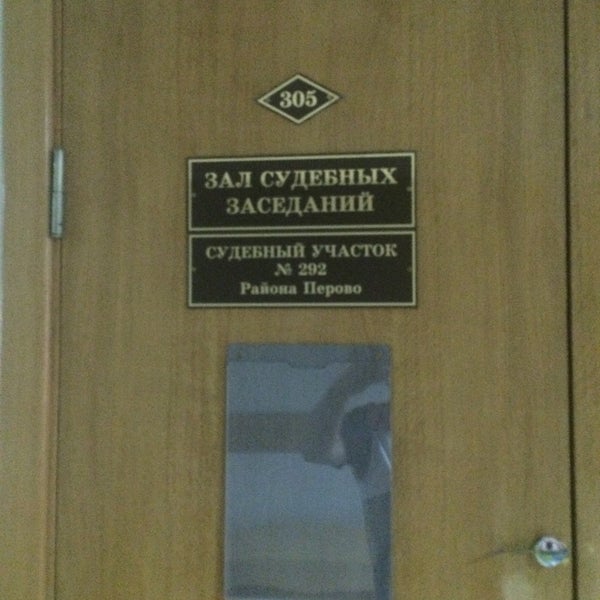 305
ЗАЛ СУДЕБНЫХ
ЗАСЕДАНИЙ
СУДЕБНЫЙ УЧАСТОК
№ 292
Района Перово